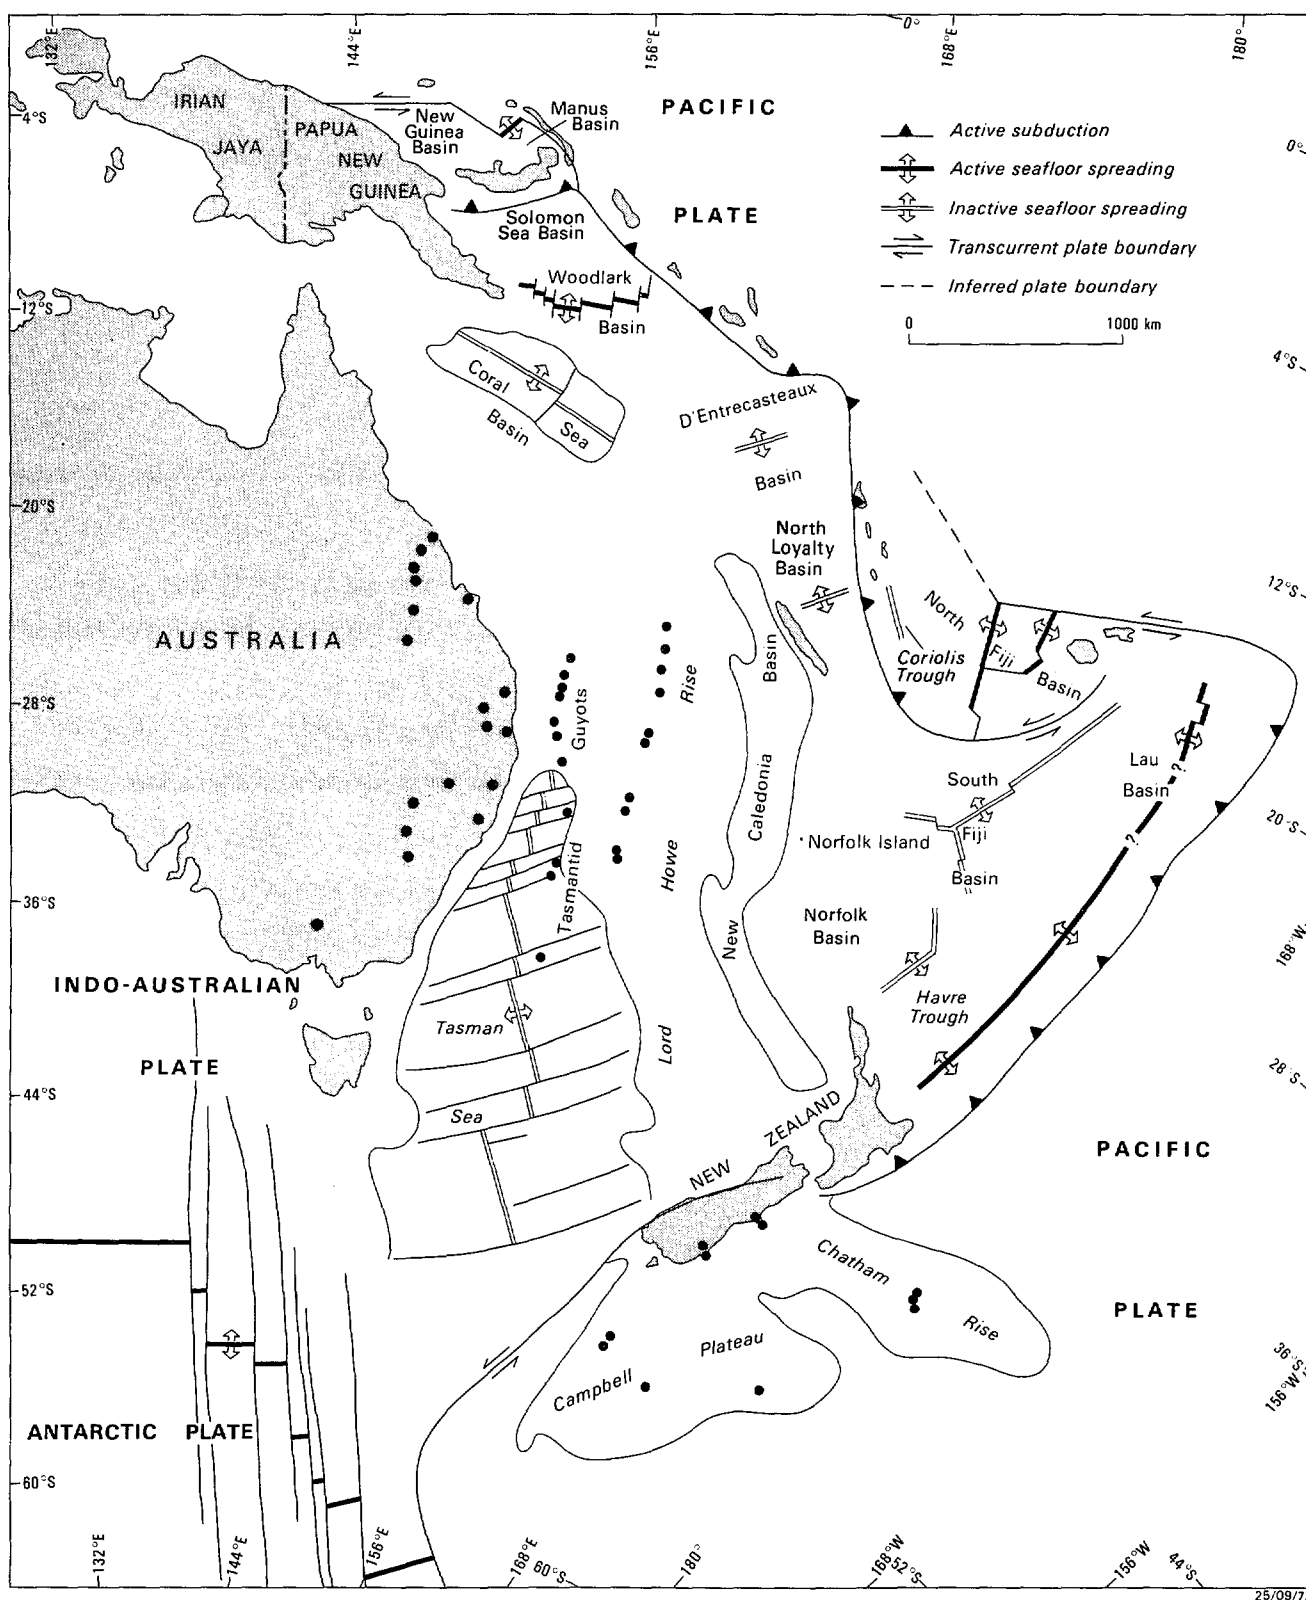 132°E
144°E
156°E
0°
168°E
180°
4°S
IRIAN
JAYA
PAPUA
NEW
GUINEA
New
Guinea
Basin
Manus
Basin
PACIFIC
PLATE
Active subduction
Active seafloor spreading
Inactive seafloor spreading
Transcurrent plate boundary
Inferred plate boundary
0 1000 km
0°
Solomon
Sea Basin
Woodlark
Basin
12°S
4°S
Coral
Sea
Basin
D'Entrecasteaux
Basin
20°S
North
Loyalty
Basin
12°S
AUSTRALIA
North
Fiji
Basin
Coriolis
Trough
28°S
Guyots
Tasmantid
Rise
Howe
Lord
Basin
Caledonia
New
South
Fiji
Basin
Lau
Basin
?
?
20°S
Norfolk Island
36°S
Norfolk
Basin
168°W
INDO-AUSTRALIAN
PLATE
Tasman
Sea
Havre
Trough
44°S
28°S
NEW ZEALAND
PACIFIC
PLATE
Chatham
Rise
52°S
Campbell
Plateau
36°S
156°W
ANTARCTIC PLATE
60°S
132°E
144°E
156°E
168°E
60°S
180°
168°W
52°S
156°W
44°S